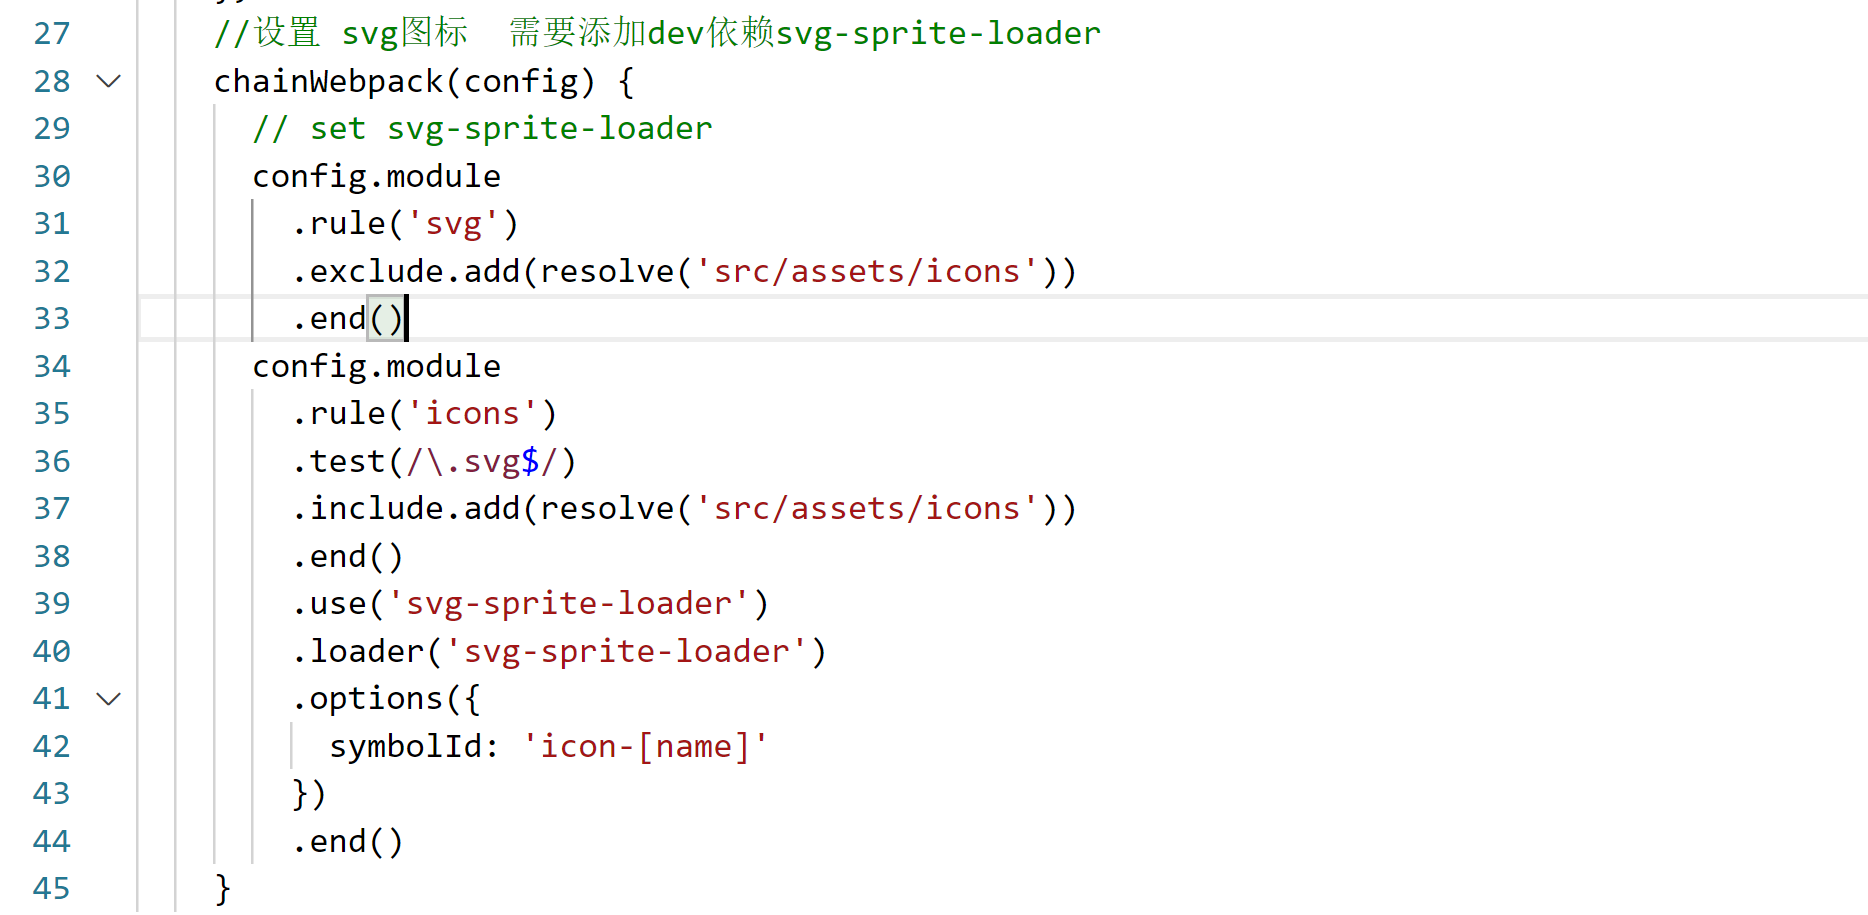 27 //设置 svg图标  需要添加dev依赖svg-sprite-loader
28 chainWebpack(config) {
29 // set svg-sprite-loader
30 config.module
31 .rule('svg')
32 .exclude.add(resolve('src/assets/icons'))
33 .end()
34 config.module
35 .rule('icons')
36 .test(/\.svg$/)
37 .include.add(resolve('src/assets/icons'))
38 .end()
39 .use('svg-sprite-loader')
40 .loader('svg-sprite-loader')
41 .options({
42 symbolId: 'icon-[name]'
43 })
44 .end()
45 }